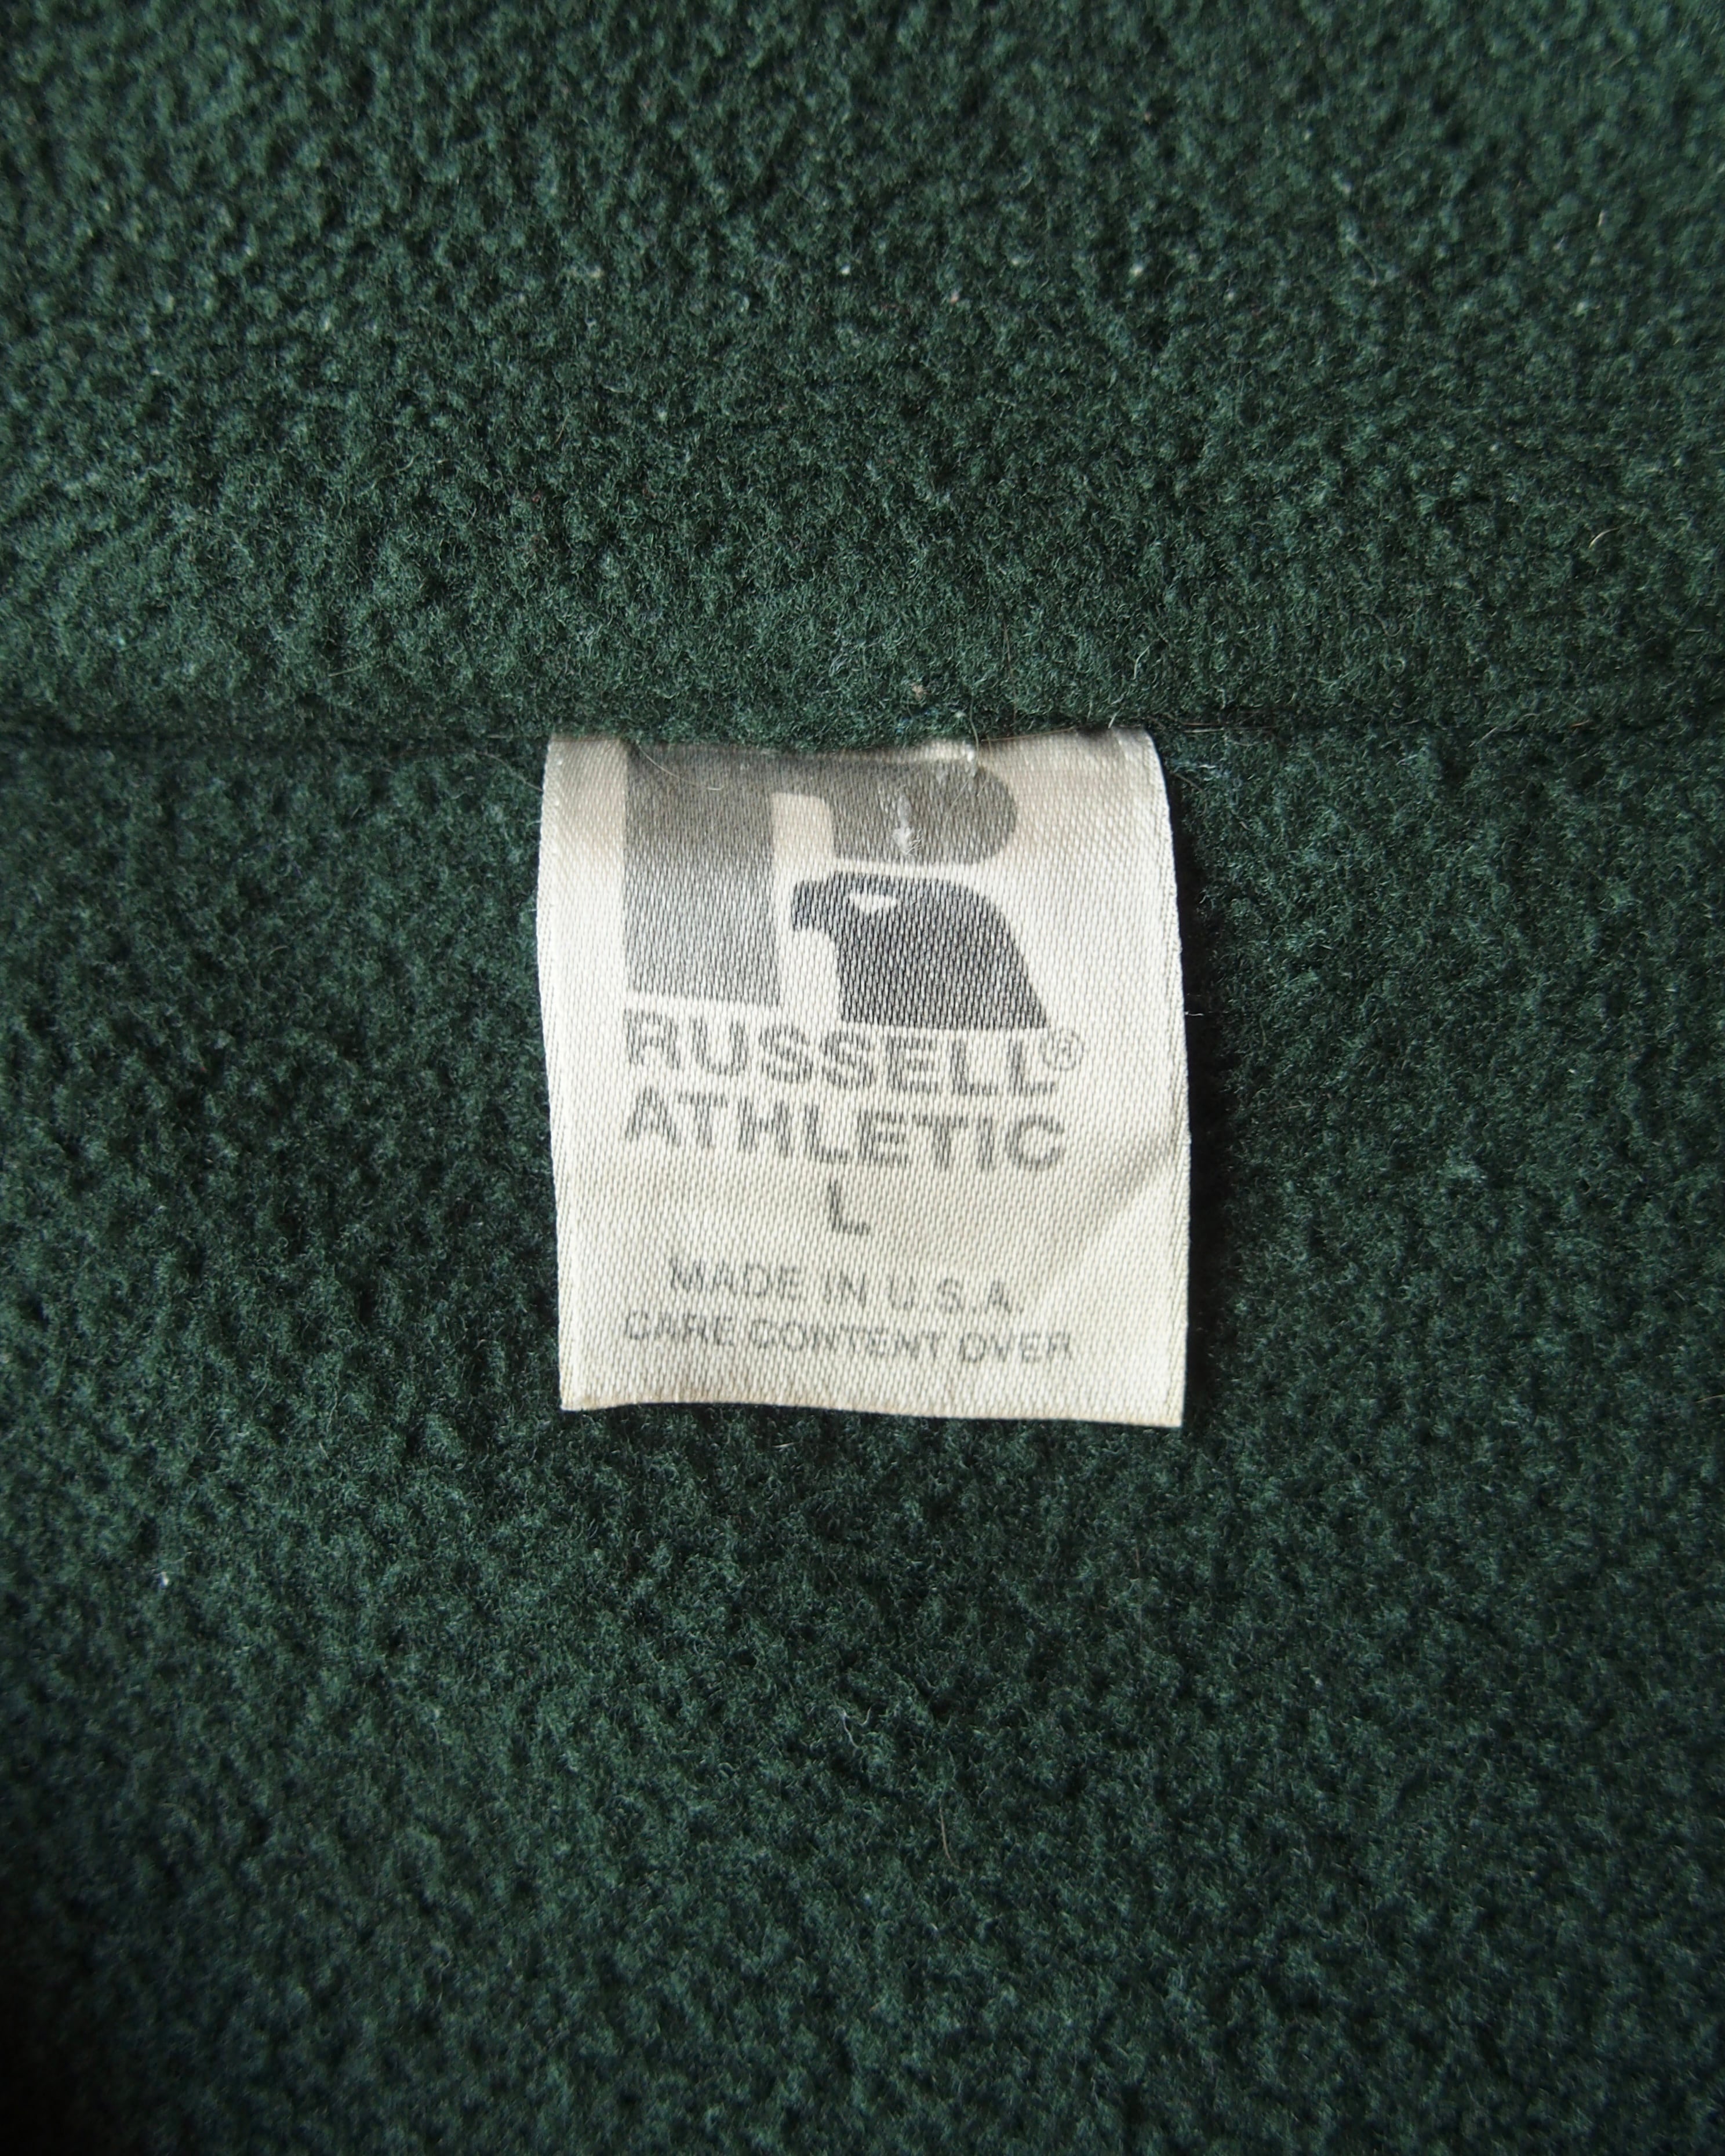 R
RUSSELL®
ATHLETIC
L
MADE IN U.S.A.
CARE CONTENT OVER